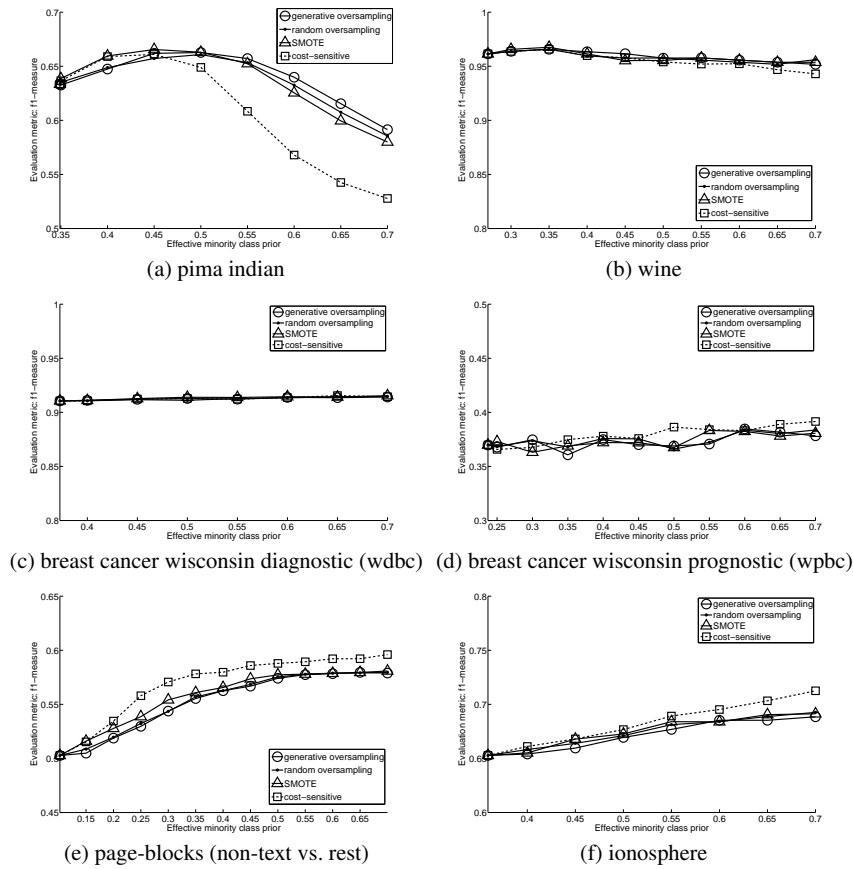 0.7
0.65
0.6
0.55
0.5
Evaluation metric: f1−measure
generative oversampling
random oversampling
SMOTE
cost−sensitive
0.35 0.4 0.45 0.5 0.55 0.6 0.65 0.7
Effective minority class prior
(a) pima indian
1
0.95
0.9
0.85
0.8
Evaluation metric: f1−measure
generative oversampling
random oversampling
SMOTE
cost−sensitive
0.3 0.4 0.5 0.6 0.7
Effective minority class prior
(b) wine
1
0.95
0.9
0.85
0.8
Evaluation metric: f1−measure
generative oversampling
random oversampling
SMOTE
cost−sensitive
0.4 0.45 0.5 0.55 0.6 0.65 0.7
Effective minority class prior
(c) breast cancer wisconsin diagnostic (wdbc)
0.5
0.45
0.4
0.35
0.3
Evaluation metric: f1−measure
generative oversampling
random oversampling
SMOTE
cost−sensitive
0.25 0.3 0.35 0.4 0.45 0.5 0.55 0.6 0.65 0.7
Effective minority class prior
(d) breast cancer wisconsin prognostic (wpbc)
0.65
0.6
0.55
0.5
0.45
Evaluation metric: f1−measure
generative oversampling
random oversampling
SMOTE
cost−sensitive
0.15 0.2 0.25 0.3 0.35 0.4 0.45 0.5 0.55 0.6 0.65
Effective minority class prior
(e) page-blocks (non-text vs. rest)
0.8
0.75
0.7
0.65
0.6
Evaluation metric: f1−measure
generative oversampling
random oversampling
SMOTE
cost−sensitive
0.4 0.45 0.5 0.55 0.6 0.65 0.7
Effective minority class prior
(f) ionosphere